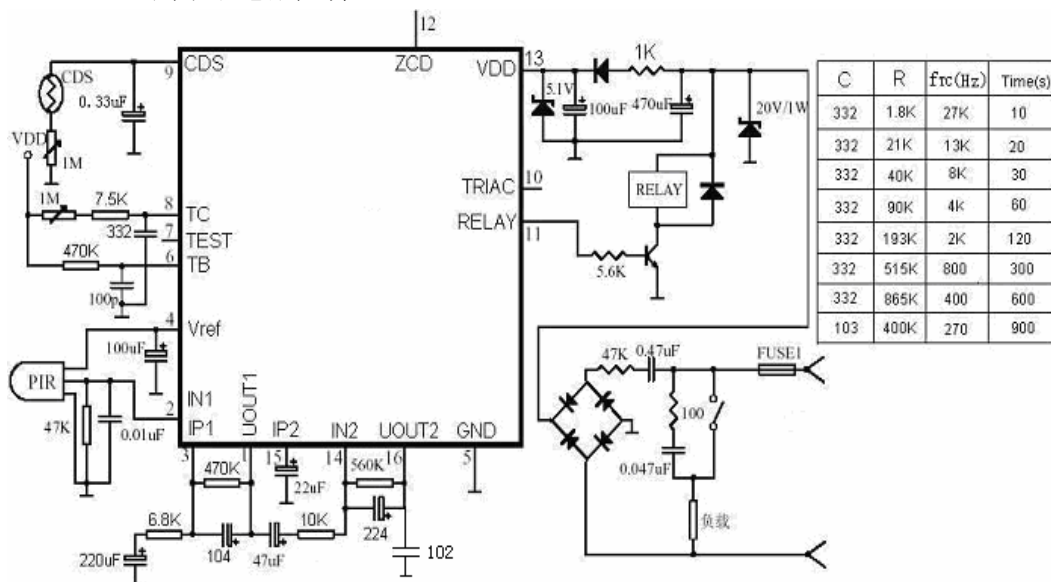 12
9
CDS
ZCD
VDD
13
1K
CDS
0.33uF
VDD
1M
1M
7.5K
8
TC
332
7
TEST
470K
6
TB
100p
4
Vref
100uF
PIR
47K
0.01uF
2
IN1
IP1
UOUT1
IP2
IN2
UOUT2
GND
3
1
15
14
16
5
470K
22uF
560K
6.8K
104
47uF
10K
224
102
220uF
5.1V
100uF
470uF
20V/1W
TRIAC
10
RELAY
RELAY
11
5.6K
47K
0.47uF
FUSE1
100
0.047uF
负载
C R frc(Hz) Time(s)
332 1.8K 27K 10
332 21K 13K 20
332 40K 8K 30
332 90K 4K 60
332 193K 2K 120
332 515K 800 300
332 865K 400 600
103 400K 270 900